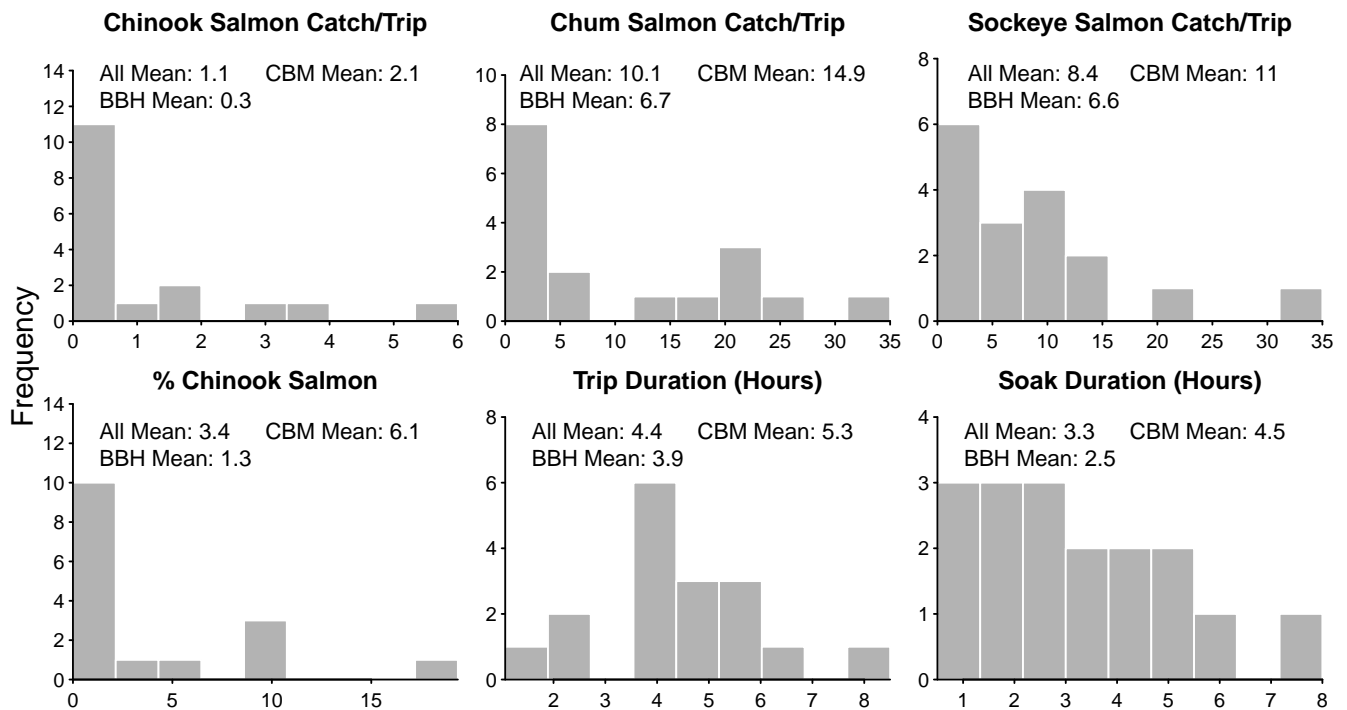 Chinook Salmon Catch/Trip
All Mean: 1.1 CBM Mean: 2.1
BBH Mean: 0.3
14
12
10
8
6
4
2
0
0 1 2 3 4 5 6
Chum Salmon Catch/Trip
All Mean: 10.1 CBM Mean: 14.9
BBH Mean: 6.7
10
8
6
4
2
0
0 5 10 15 20 25 30 35
Sockeye Salmon Catch/Trip
All Mean: 8.4 CBM Mean: 11
BBH Mean: 6.6
8
6
4
2
0
0 5 10 15 20 25 30 35
Frequency
% Chinook Salmon
All Mean: 3.4 CBM Mean: 6.1
BBH Mean: 1.3
14
12
10
8
6
4
2
0
0 5 10 15
Trip Duration (Hours)
All Mean: 4.4 CBM Mean: 5.3
BBH Mean: 3.9
8
6
4
2
0
2 3 4 5 6 7 8
Soak Duration (Hours)
All Mean: 3.3 CBM Mean: 4.5
BBH Mean: 2.5
4
3
2
1
0
1 2 3 4 5 6 7 8